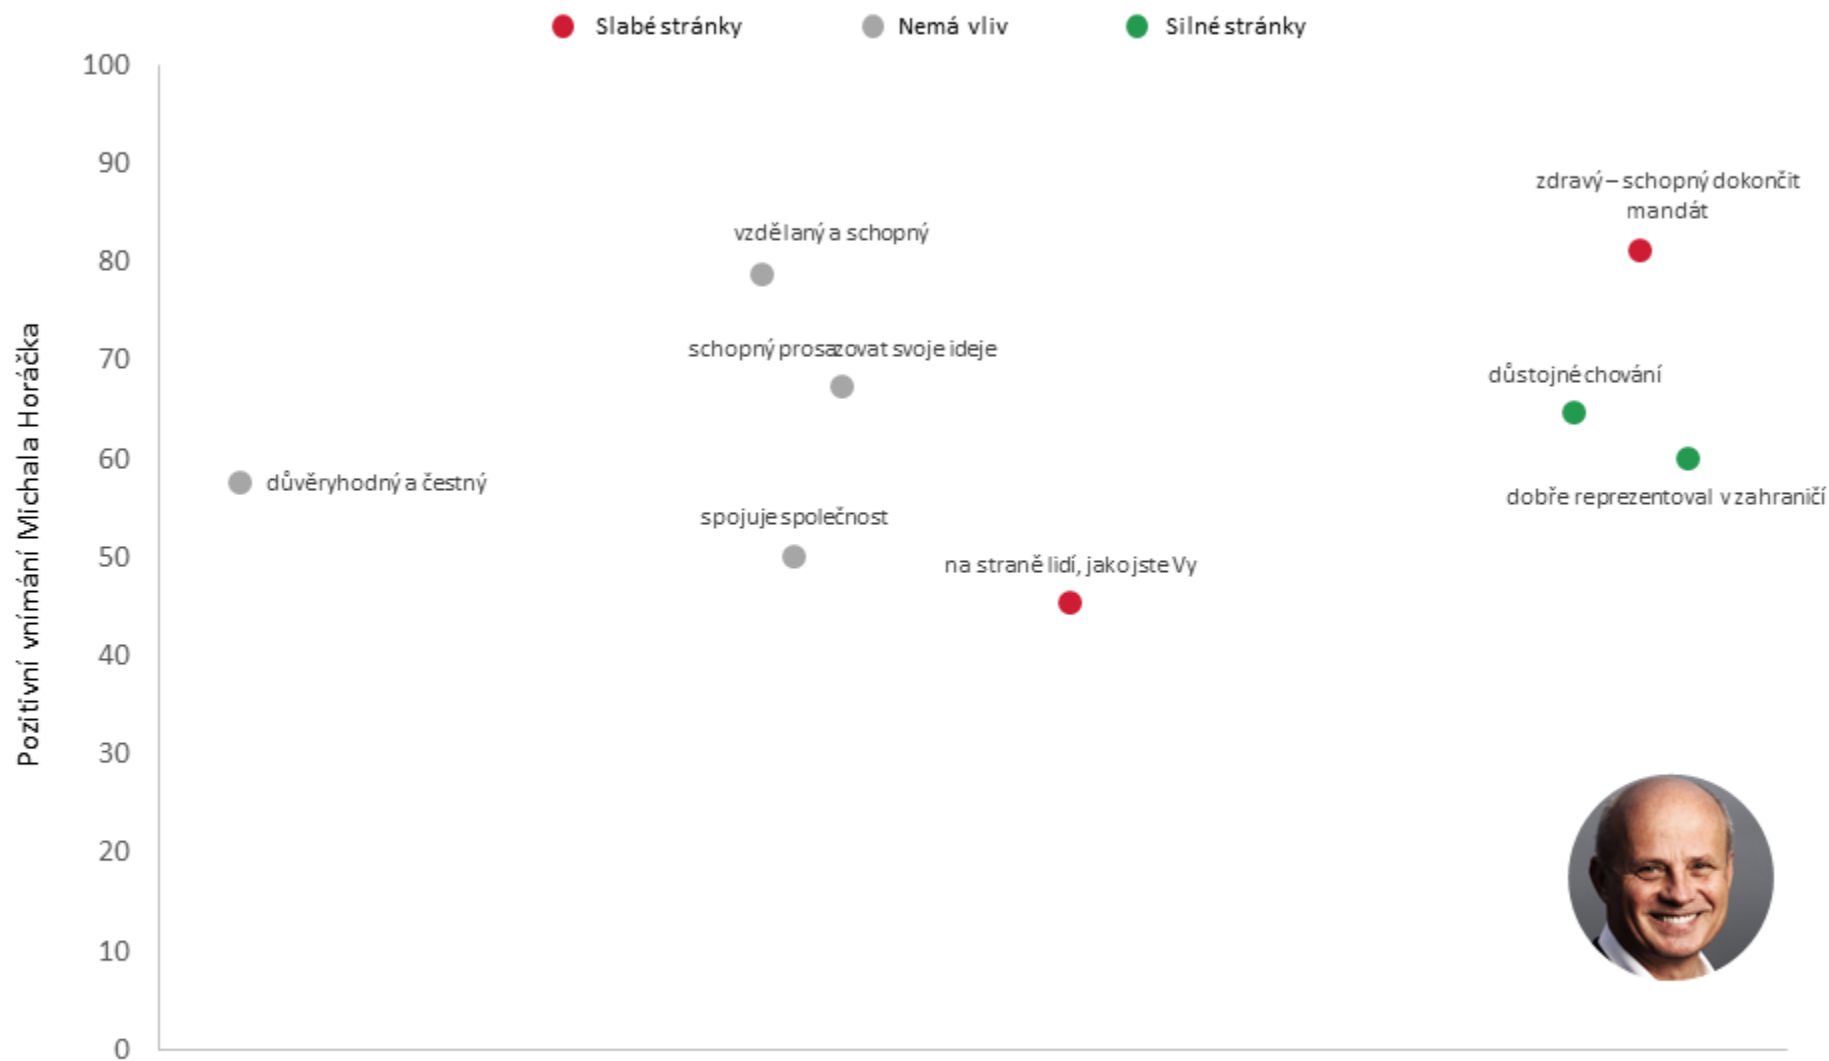 Slabé stránky
Nemá vliv
Silné stránky
Pozitivní vnímání Michala Horáčka
100
90
80
70
60
50
40
30
20
10
0
zdravý – schopný dokončit
mandát
vzdělaný a schopný
schopný prosazovat svoje ideje
důstojné chování
důvěryhodný a čestný
dobře reprezentoval v zahraničí
spojuje společnost
na straně lidí, jako jste Vy